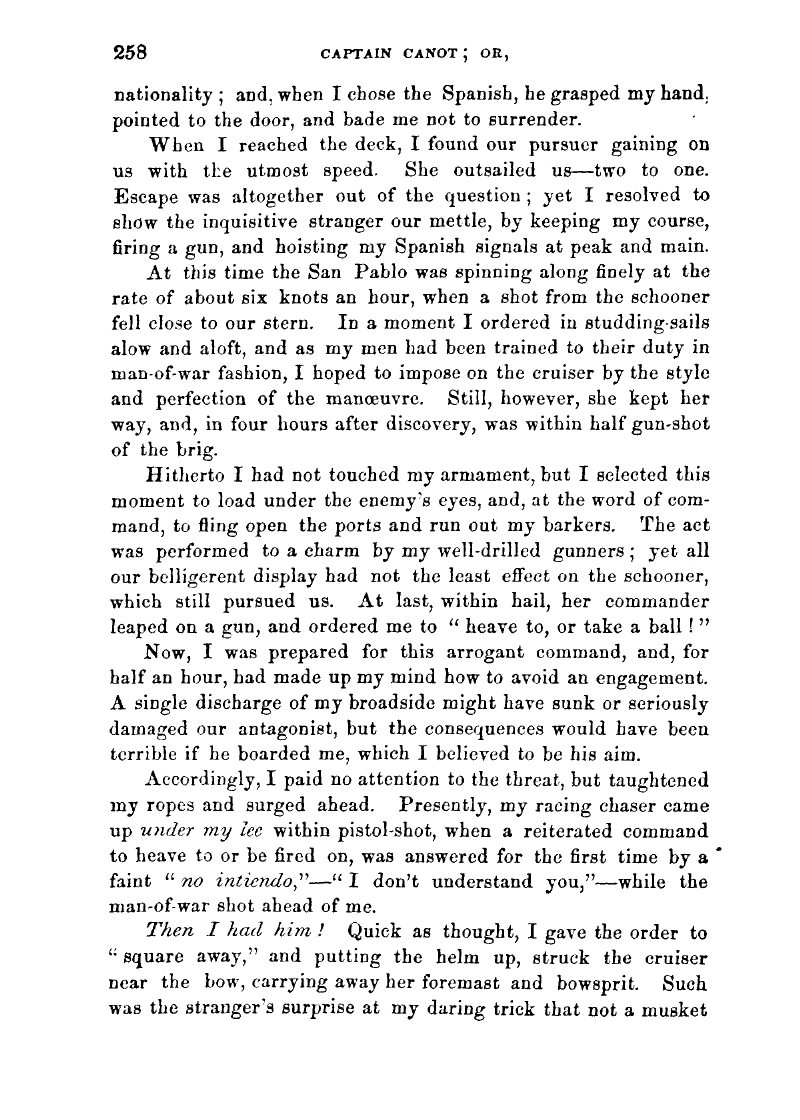 258 CAPTAIN CANOT; OR,
nationality; and, when I chose the Spanish, he grasped my hand,
pointed to the door, and bade me not to surrender.
When I reached the deck, I found our pursuer gaining on
us with the utmost speed. She outsailed us—two to one.
Escape was altogether out of the question; yet I resolved to
show the inquisitive stranger our mettle, by keeping my course,
firing a gun, and hoisting my Spanish signals at peak and main.
At this time the San Pablo was spinning along finely at the
rate of about six knots an hour, when a shot from the schooner
fell close to our stern. In a moment I ordered in studding-sails
alow and aloft, and as my men had been trained to their duty in
man-of-war fashion, I hoped to impose on the cruiser by the style
and perfection of the manœuvre. Still, however, she kept her
way, and, in four hours after discovery, was within half gun-shot
of the brig.
Hitherto I had not touched my armament, but I selected this
moment to load under the enemy's eyes, and, at the word of com-
mand, to fling open the ports and run out my barkers. The act
was performed to a charm by my well-drilled gunners; yet all
our belligerent display had not the least effect on the schooner,
which still pursued us. At last, within hail, her commander
leaped on a gun, and ordered me to "heave to, or take a ball!"
Now, I was prepared for this arrogant command, and, for
half an hour, had made up my mind how to avoid an engagement.
A single discharge of my broadside might have sunk or seriously
damaged our antagonist, but the consequences would have been
terrible if he boarded me, which I believed to be his aim.
Accordingly, I paid no attention to the threat, but taughtened
my ropes and surged ahead. Presently, my racing chaser came
up under my lee within pistol-shot, when a reiterated command
to heave to or be fired on, was answered for the first time by a
faint "no intiendo,"—"I don't understand you,"—while the
man-of-war shot ahead of me.
Then I had him! Quick as thought, I gave the order to
"square away," and putting the helm up, struck the cruiser
near the bow, carrying away her foremast and bowsprit. Such
was the stranger's surprise at my daring trick that not a musket